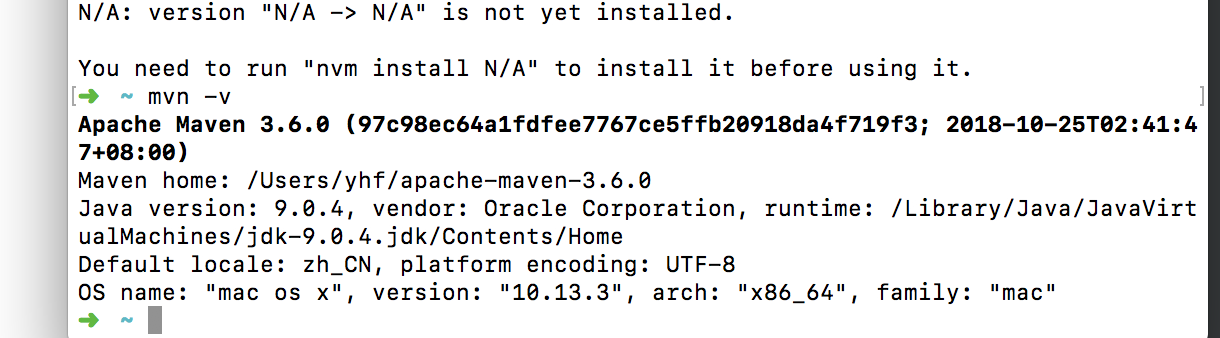 N/A: version "N/A -> N/A" is not yet installed.
You need to run "nvm install N/A" to install it before using it.
[➜ ~ mvn -v ]
Apache Maven 3.6.0 (97c98ec64a1fdfee7767ce5ffb20918da4f719f3; 2018-10-25T02:41:4
7+08:00)
Maven home: /Users/yhf/apache-maven-3.6.0
Java version: 9.0.4, vendor: Oracle Corporation, runtime: /Library/Java/JavaVirt
ualMachines/jdk-9.0.4.jdk/Contents/Home
Default locale: zh_CN, platform encoding: UTF-8
OS name: "mac os x", version: "10.13.3", arch: "x86_64", family: "mac"
➜ ~